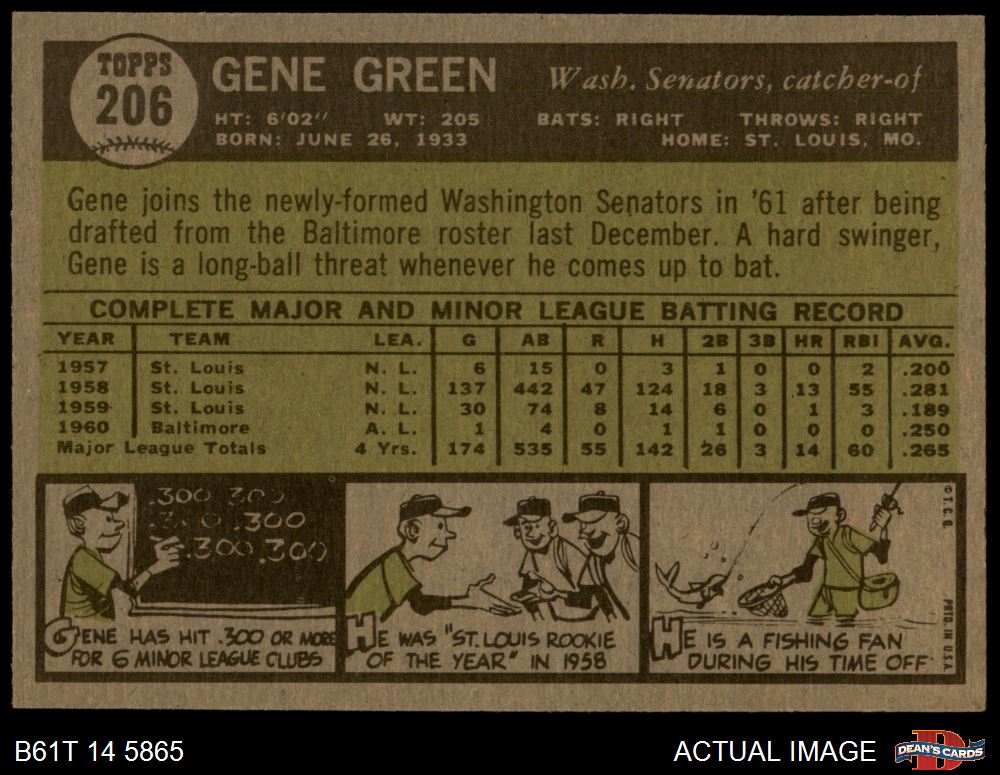 TOPPS
206
GENE GREEN
Wash. Senators, catcher-of
HT: 6'02" WT: 205 BATS: RIGHT THROWS: RIGHT
BORN: JUNE 26, 1933 HOME: ST. LOUIS, MO.
Gene joins the newly-formed Washington Senators in '61 after being
drafted from the Baltimore roster last December. A hard swinger,
Gene is a long-ball threat whenever he comes up to bat.
COMPLETE MAJOR AND MINOR LEAGUE BATTING RECORD
YEAR TEAM LEA. G AB R H 2B 3B HR RBI AVG.
1957 St. Louis N. L. 6 15 0 3 1 0 0 2 .200
1958 St. Louis N. L. 137 442 47 124 18 3 13 55 .281
1959 St. Louis N. L. 30 74 8 14 6 0 1 3 .189
1960 Baltimore A. L. 1 4 0 1 1 0 0 0 .250
Major League Totals 4 Yrs. 174 535 55 142 26 3 14 60 .265
.300 .300
.300 .300
.300 .300
GENE HAS HIT .300 OR MORE
FOR 6 MINOR LEAGUE CLUBS
HE WAS "ST. LOUIS ROOKIE
OF THE YEAR" IN 1958
HE IS A FISHING FAN
DURING HIS TIME OFF
© T.C.G.
PRTD. IN U.S.A.
B61T 14 5865
ACTUAL IMAGE
D
DEAN'S CARDS